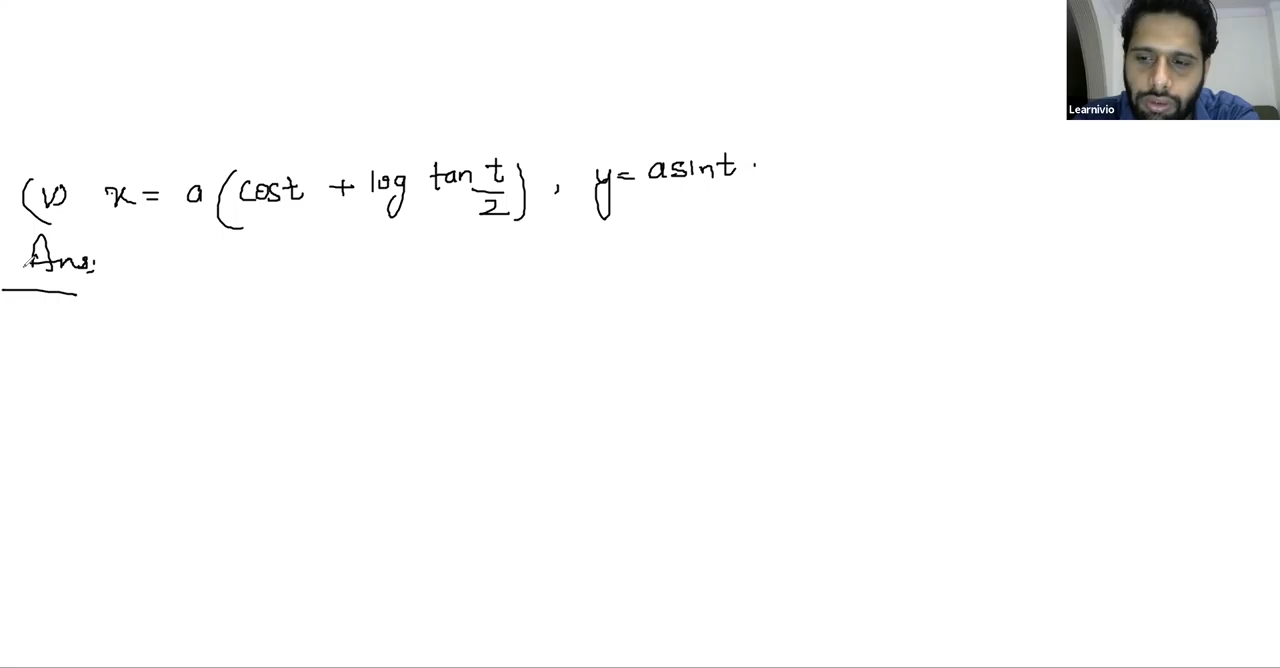 Learnivio
(v) x = a (cost + log tan t/2), y = asint.
Ans: